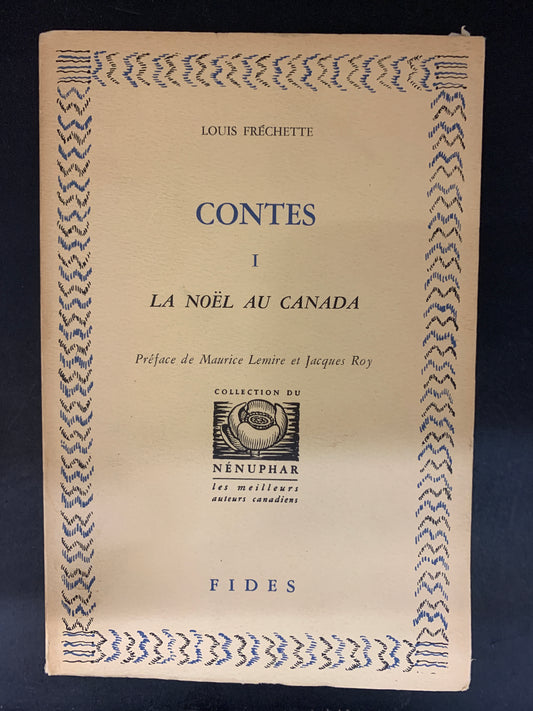 LOUIS FRÉCHETTE
CONTES
I
LA NOËL AU CANADA
Préface de Maurice Lemire et Jacques Roy
COLLECTION DU
NÉNUPHAR
les meilleurs
auteurs canadiens
FIDES